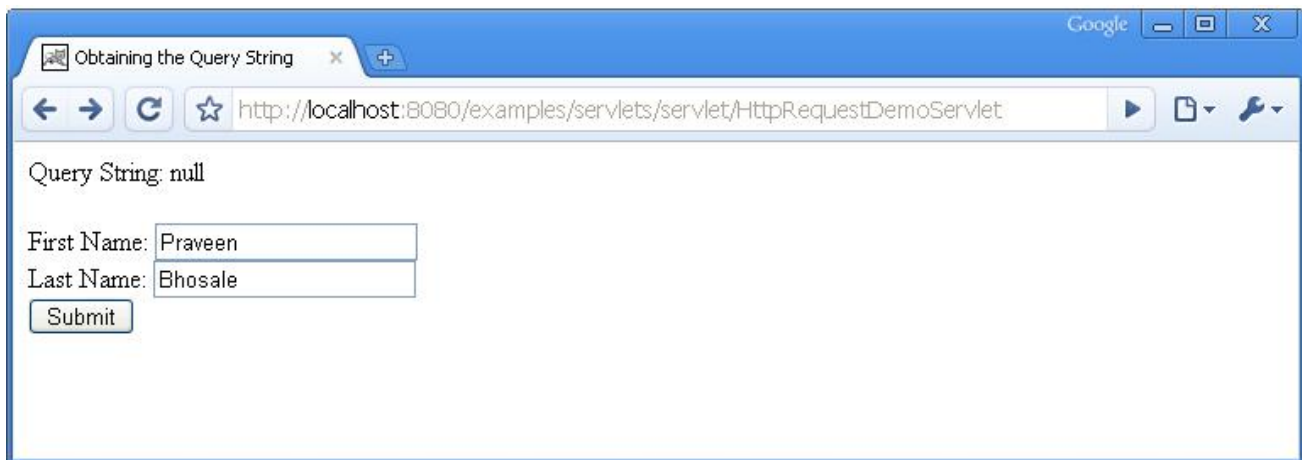 Google
Obtaining the Query String
http://localhost:8080/examples/servlets/servlet/HttpRequestDemoServlet
Query String: null
First Name: Praveen
Last Name: Bhosale
Submit